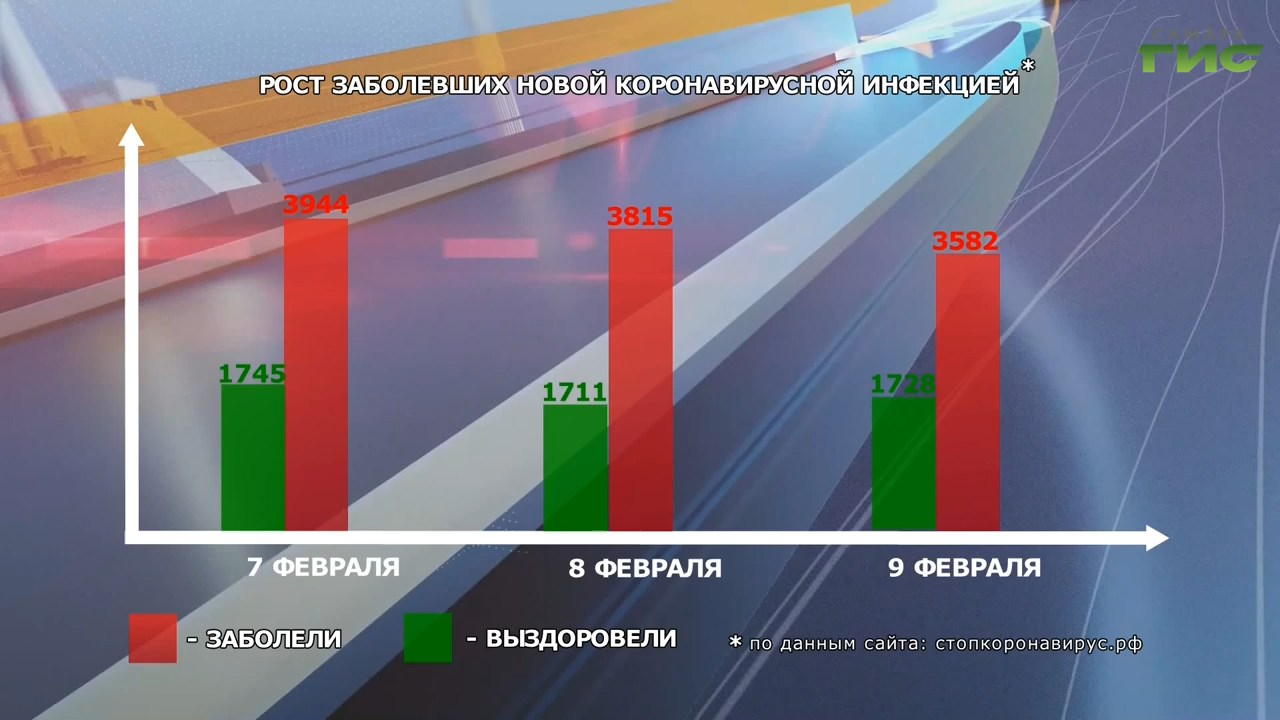 САМАРА
ГИС
РОСТ ЗАБОЛЕВШИХ НОВОЙ КОРОНАВИРУСНОЙ ИНФЕКЦИЕЙ*
3944
3815
3582
1745
1711
1728
7 ФЕВРАЛЯ
8 ФЕВРАЛЯ
9 ФЕВРАЛЯ
- ЗАБОЛЕЛИ
- ВЫЗДОРОВЕЛИ
* по данным сайта: стопкоронавирус.рф